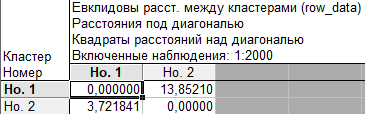 Евклидовы расст. между кластерами (row_data)
Расстояния под диагональю
Квадраты расстояний над диагональю
Кластер Включенные наблюдения: 1:2000
Номер Но. 1 Но. 2
Но. 1 0,000000 13,85210
Но. 2 3,721841 0,00000